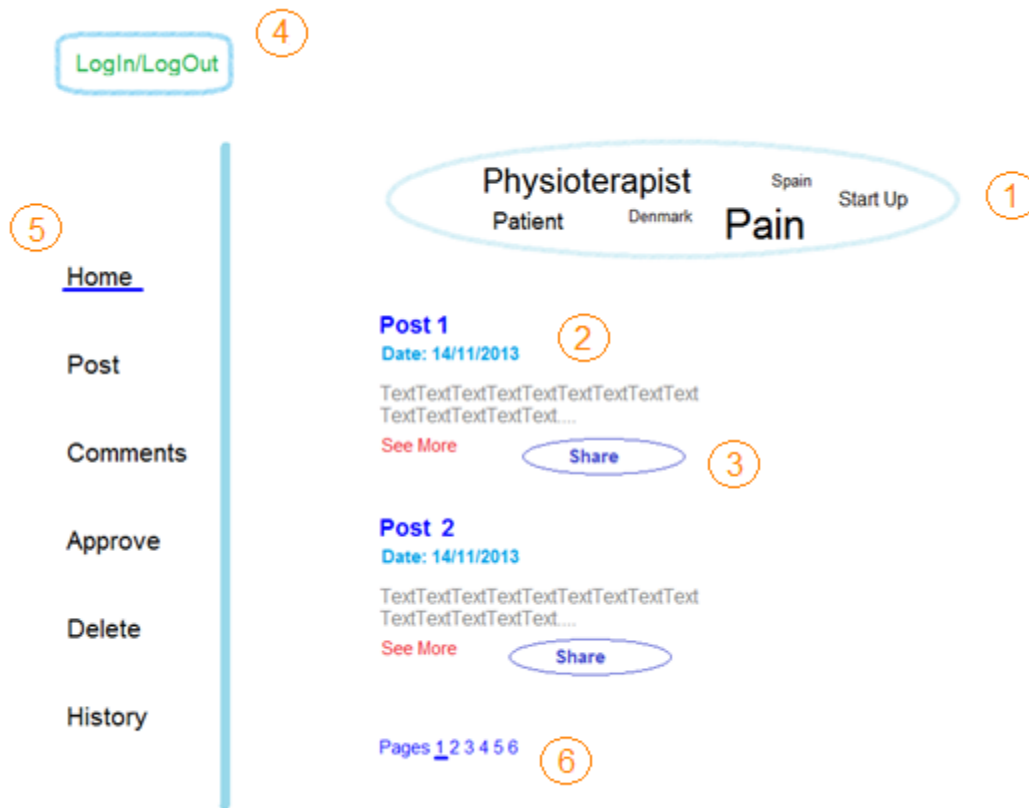 4
LogIn/LogOut
Physioterapist
Spain
Start Up
1
Patient
Denmark
Pain
5
Home
Post 1
2
Date: 14/11/2013
Post
TextTextTextTextTextTextTextTextText
TextTextTextTextText....
See More
Share
3
Comments
Post 2
Approve
Date: 14/11/2013
TextTextTextTextTextTextTextTextText
TextTextTextTextText....
Delete
See More
Share
History
Pages 1 2 3 4 5 6
6